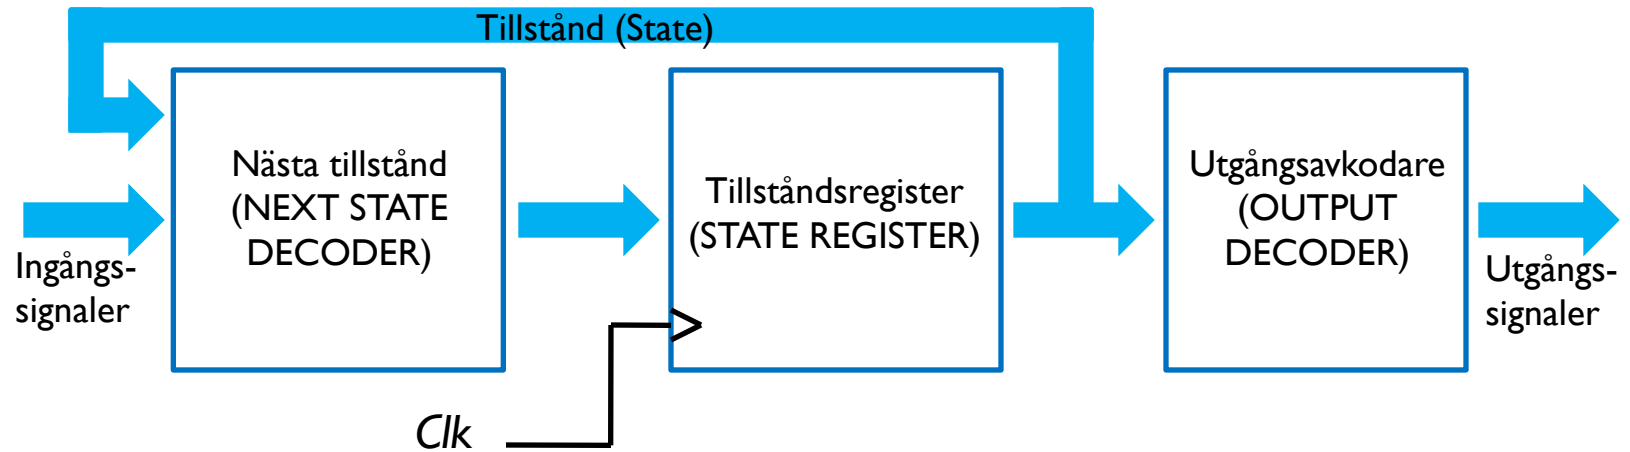 Tillstånd (State)
Nästa tillstånd
(NEXT STATE
DECODER)
Tillståndsregister
(STATE REGISTER)
Utgångsavkodare
(OUTPUT
DECODER)
Ingångs-
signaler
Utgångs-
signaler
Clk